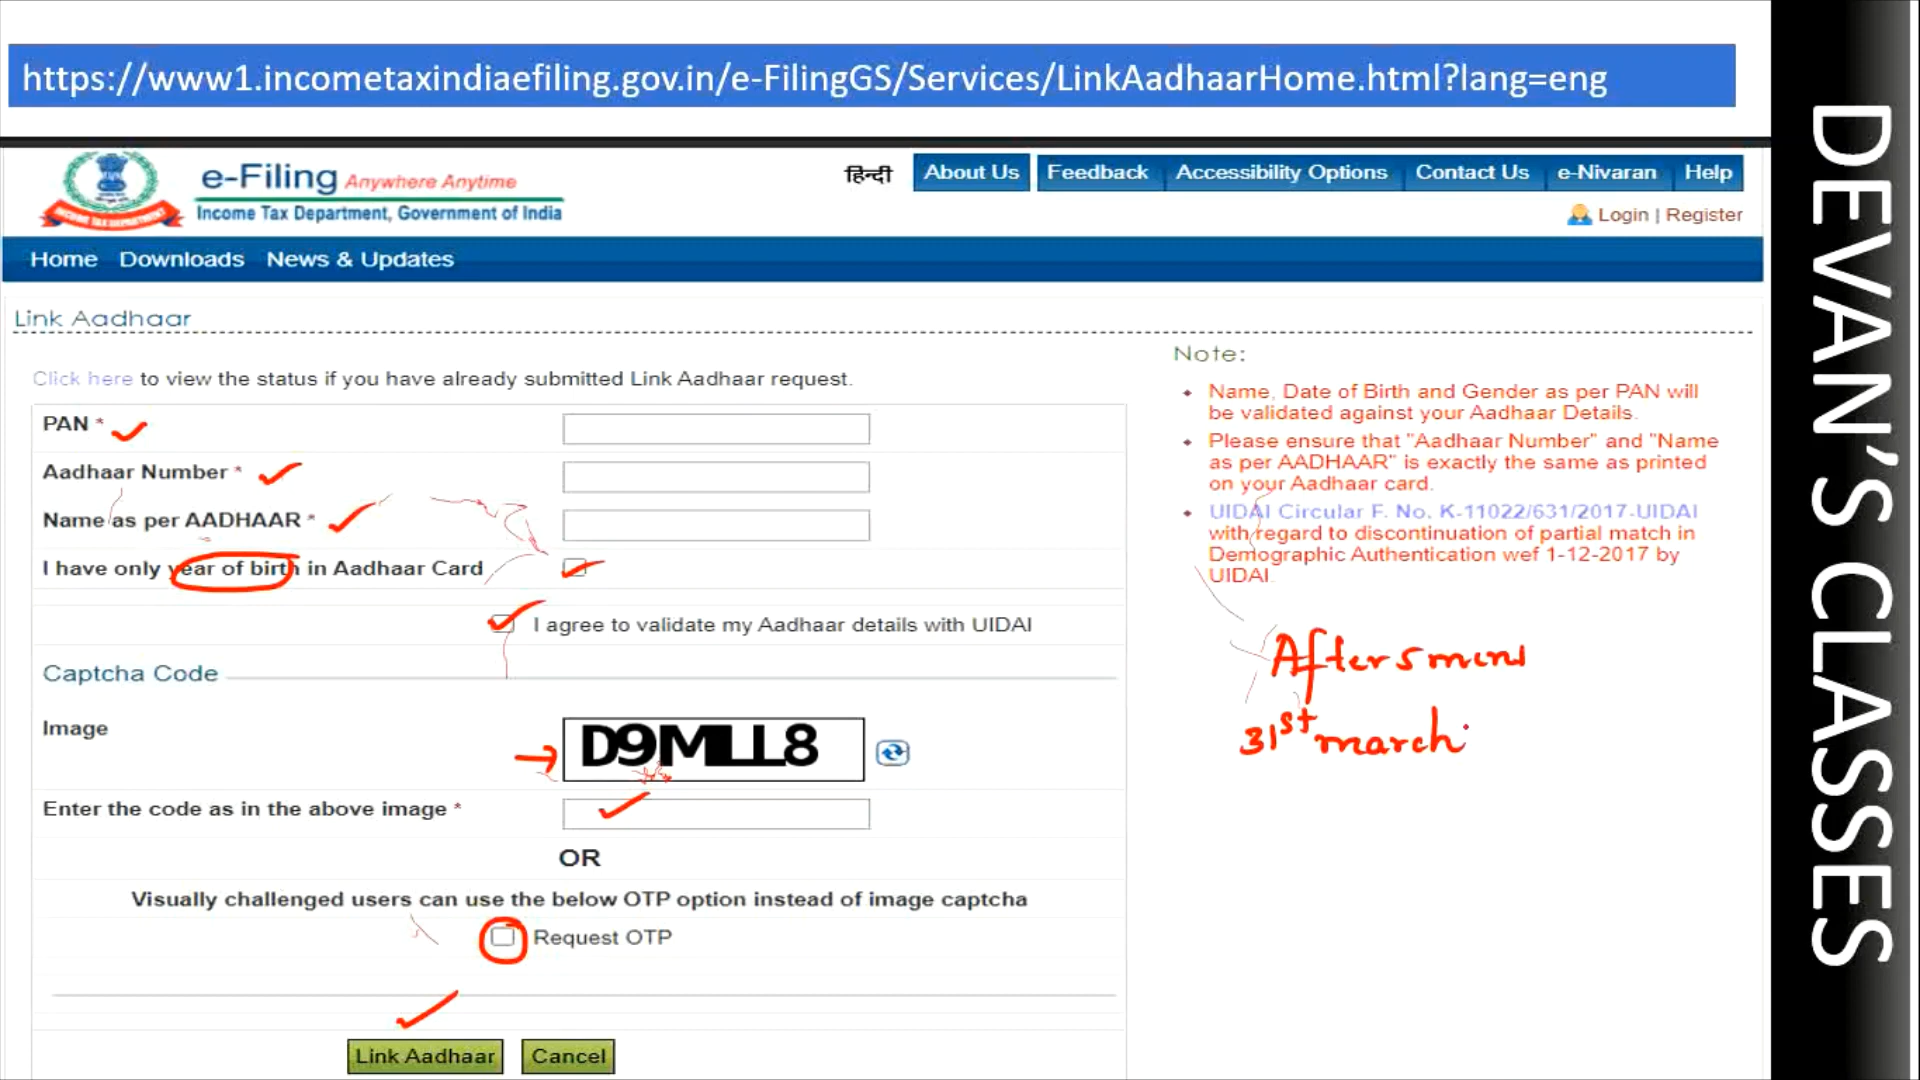 https://www1.incometaxindiaefiling.gov.in/e-FilingGS/Services/LinkAadhaarHome.html?lang=eng
e-Filing Anywhere Anytime
Income Tax Department, Government of India
INCOME TAX DEPARTMENT
हिन्दी About Us Feedback Accessibility Options Contact Us e-Nivaran Help
Login | Register
Home Downloads News & Updates
Link Aadhaar
Click here to view the status if you have already submitted Link Aadhaar request.
PAN *
Aadhaar Number *
Name as per AADHAAR *
I have only year of birth in Aadhaar Card
I agree to validate my Aadhaar details with UIDAI
Captcha Code
Image
D9MLLL8
Enter the code as in the above image *
OR
Visually challenged users can use the below OTP option instead of image captcha
Request OTP
Link Aadhaar Cancel
Note:
Name, Date of Birth and Gender as per PAN will
be validated against your Aadhaar Details.
Please ensure that "Aadhaar Number" and "Name
as per AADHAAR" is exactly the same as printed
on your Aadhaar card.
UIDAI Circular F. No. K-11022/631/2017-UIDAI
with regard to discontinuation of partial match in
Demographic Authentication wef 1-12-2017 by
UIDAI.
After 5 mins
31st march
DEVAN'S CLASSES